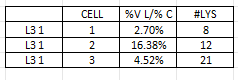 CELL %V L/% C #LYS
L3 1 1 2.70% 8
L3 1 2 16.38% 12
L3 1 3 4.52% 21